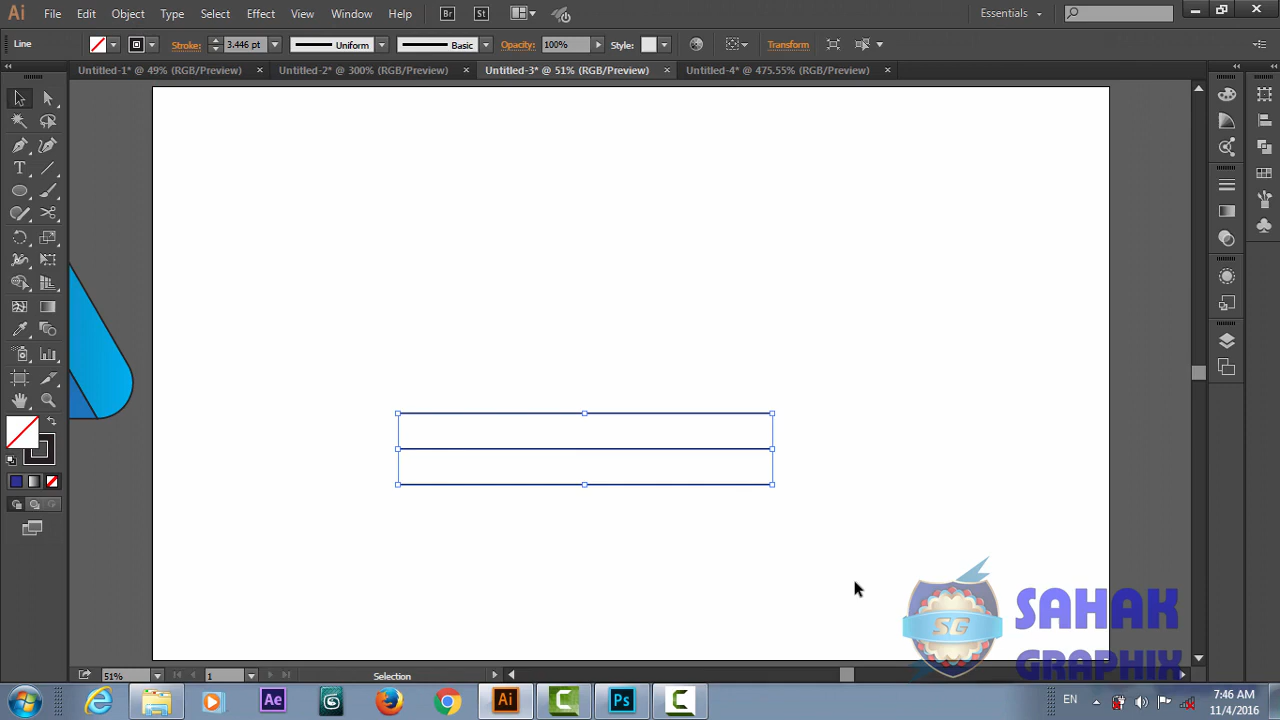 Ai File Edit Object Type Select Effect View Window Help Br St Essentials
Line Stroke: 3.446 pt Uniform Basic Opacity: 100% Style: Transform
Untitled-1* @ 49% (RGB/Preview) Untitled-2* @ 300% (RGB/Preview) Untitled-3* @ 51% (RGB/Preview) Untitled-4* @ 475.55% (RGB/Preview)
T
SG
SAHAK
GRAPHIX
51% 1 Selection
Ae Ai Ps EN 7:46 AM
11/4/2016